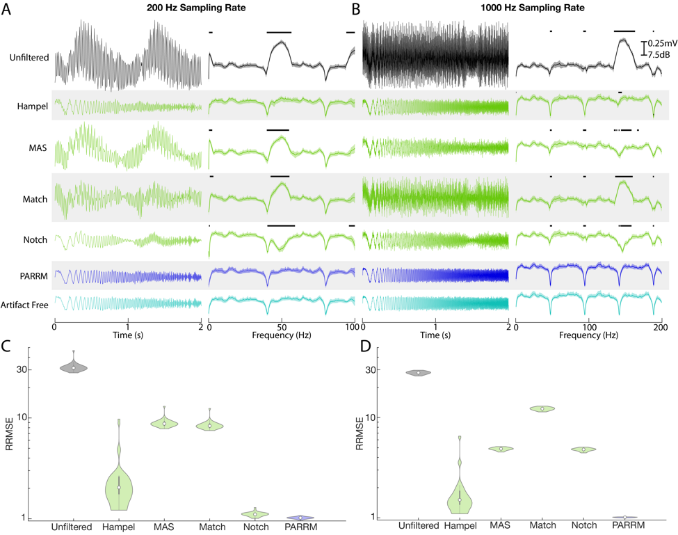 A 200 Hz Sampling Rate B 1000 Hz Sampling Rate
Unfiltered
0.25mV
7.5dB
Hampel
MAS
Match
Notch
PARRM
Artifact Free
0 1 2 0 50 100 0 1 2 0 100 200
Time (s) Frequency (Hz) Time (s) Frequency (Hz)
C D
30 30
10 10
1 1
RRMSE RRMSE
Unfiltered Hampel MAS Match Notch PARRM Unfiltered Hampel MAS Match Notch PARRM